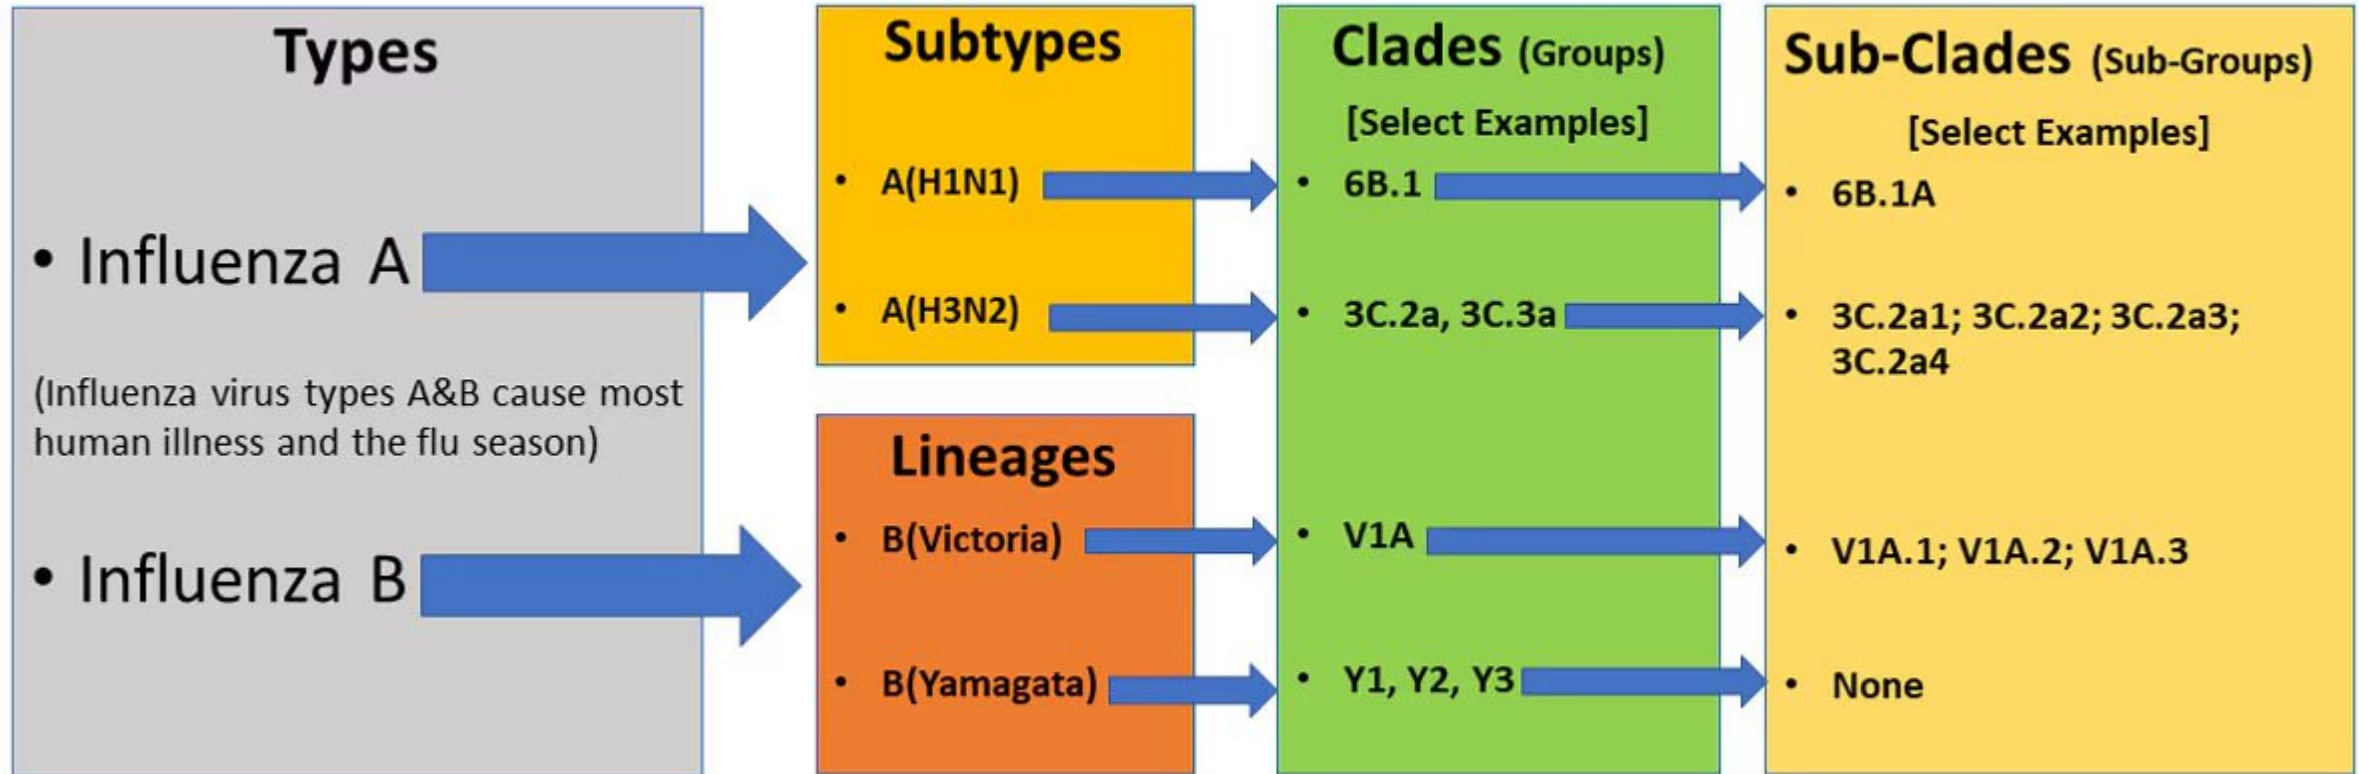 Types
• Influenza A
(Influenza virus types A&B cause most
human illness and the flu season)
• Influenza B
Subtypes
• A(H1N1)
• A(H3N2)
Lineages
• B(Victoria)
• B(Yamagata)
Clades (Groups)
[Select Examples]
• 6B.1
• 3C.2a, 3C.3a
• V1A
• Y1, Y2, Y3
Sub-Clades (Sub-Groups)
[Select Examples]
• 6B.1A
• 3C.2a1; 3C.2a2; 3C.2a3;
3C.2a4
• V1A.1; V1A.2; V1A.3
• None